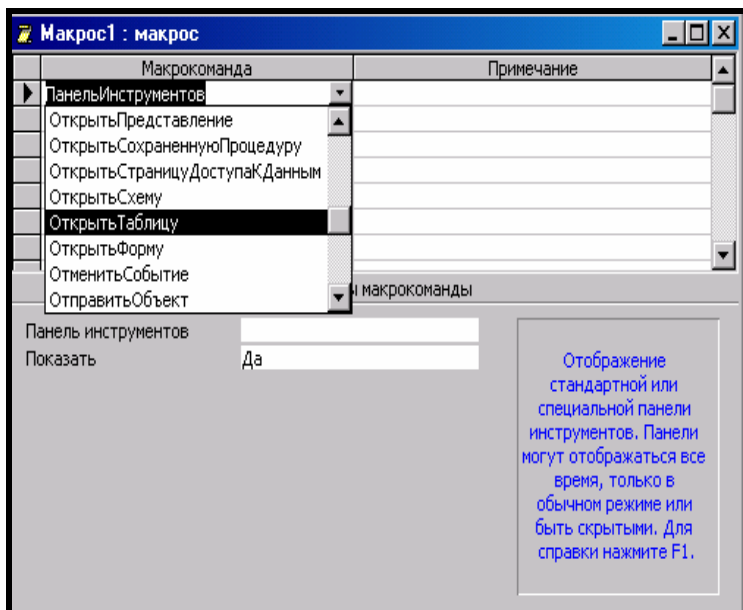 Макрос1 : макрос
Макрокоманда Примечание
ПанельИнструментов
ОткрытьПредставление
ОткрытьСохраненнуюПроцедуру
ОткрытьСтраницуДоступаКДанным
ОткрытьСхему
ОткрытьТаблицу
ОткрытьФорму
ОтменитьСобытие
ОтправитьОбъект
макрокоманды
Панель инструментов
Показать Да
Отображение
стандартной или
специальной панели
инструментов. Панели
могут отображаться все
время, только в
обычном режиме или
быть скрытыми. Для
справки нажмите F1.